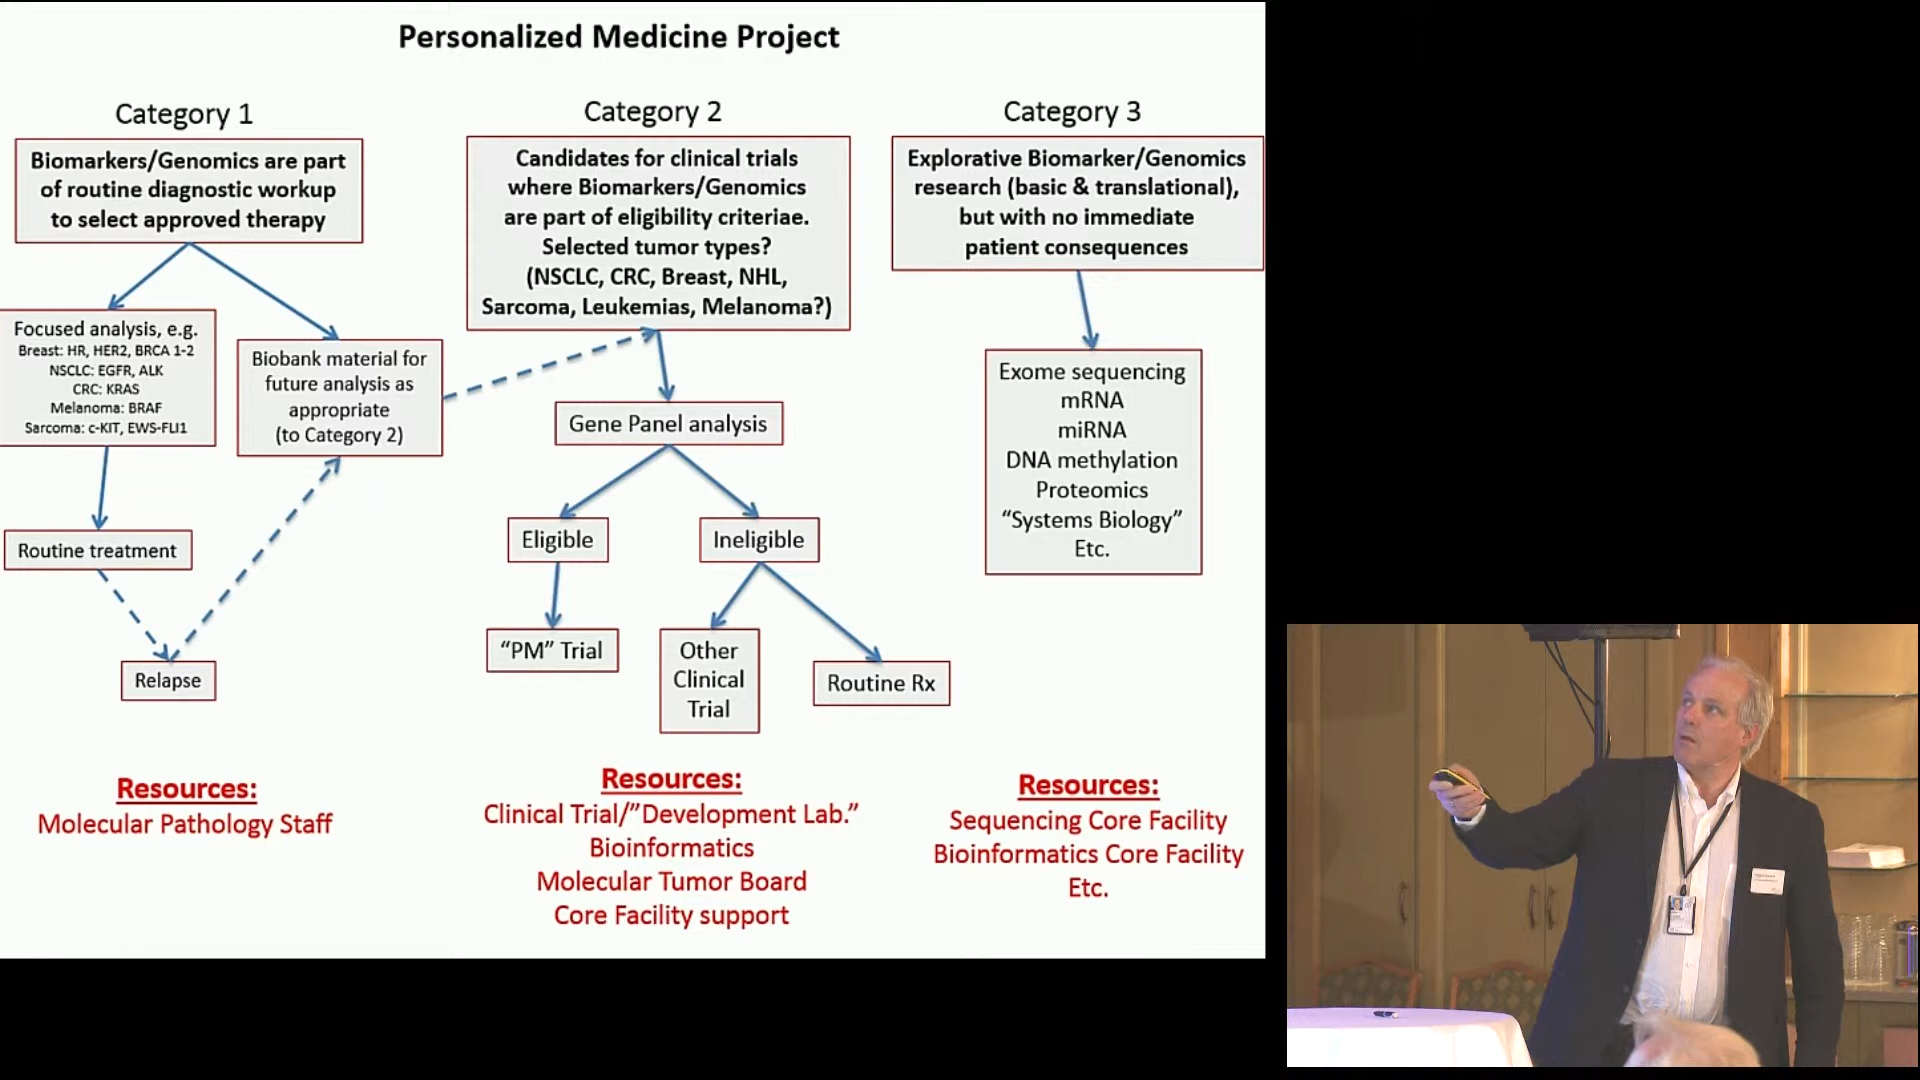 Personalized Medicine Project
Category 1
Biomarkers/Genomics are part
of routine diagnostic workup
to select approved therapy
Focused analysis, e.g.
Breast: HR, HER2, BRCA 1-2
NSCLC: EGFR, ALK
CRC: KRAS
Melanoma: BRAF
Sarcoma: c-KIT, EWS-FLI1
Biobank material for
future analysis as
appropriate
(to Category 2)
Routine treatment
Relapse
Resources:
Molecular Pathology Staff
Category 2
Candidates for clinical trials
where Biomarkers/Genomics
are part of eligibility criteriae.
Selected tumor types?
(NSCLC, CRC, Breast, NHL,
Sarcoma, Leukemias, Melanoma?)
Gene Panel analysis
Eligible
Ineligible
“PM” Trial
Other
Clinical
Trial
Routine Rx
Resources:
Clinical Trial/”Development Lab.”
Bioinformatics
Molecular Tumor Board
Core Facility support
Category 3
Explorative Biomarker/Genomics
research (basic & translational),
but with no immediate
patient consequences
Exome sequencing
mRNA
miRNA
DNA methylation
Proteomics
“Systems Biology”
Etc.
Resources:
Sequencing Core Facility
Bioinformatics Core Facility
Etc.